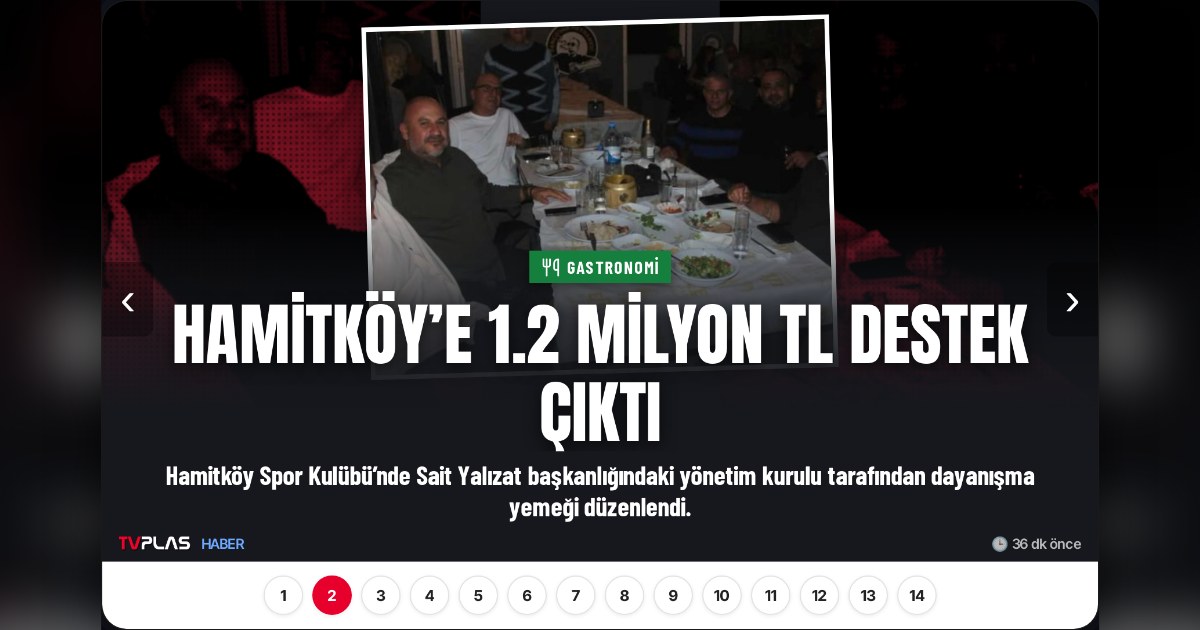 GASTRONOMİ
HAMİTKÖY’E 1.2 MİLYON TL DESTEK
ÇIKTI
Hamitköy Spor Kulübü’nde Sait Yalızat başkanlığındaki yönetim kurulu tarafından dayanışma
yemeği düzenlendi.
TVPLAS HABER
36 dk önce
1 2 3 4 5 6 7 8 9 10 11 12 13 14